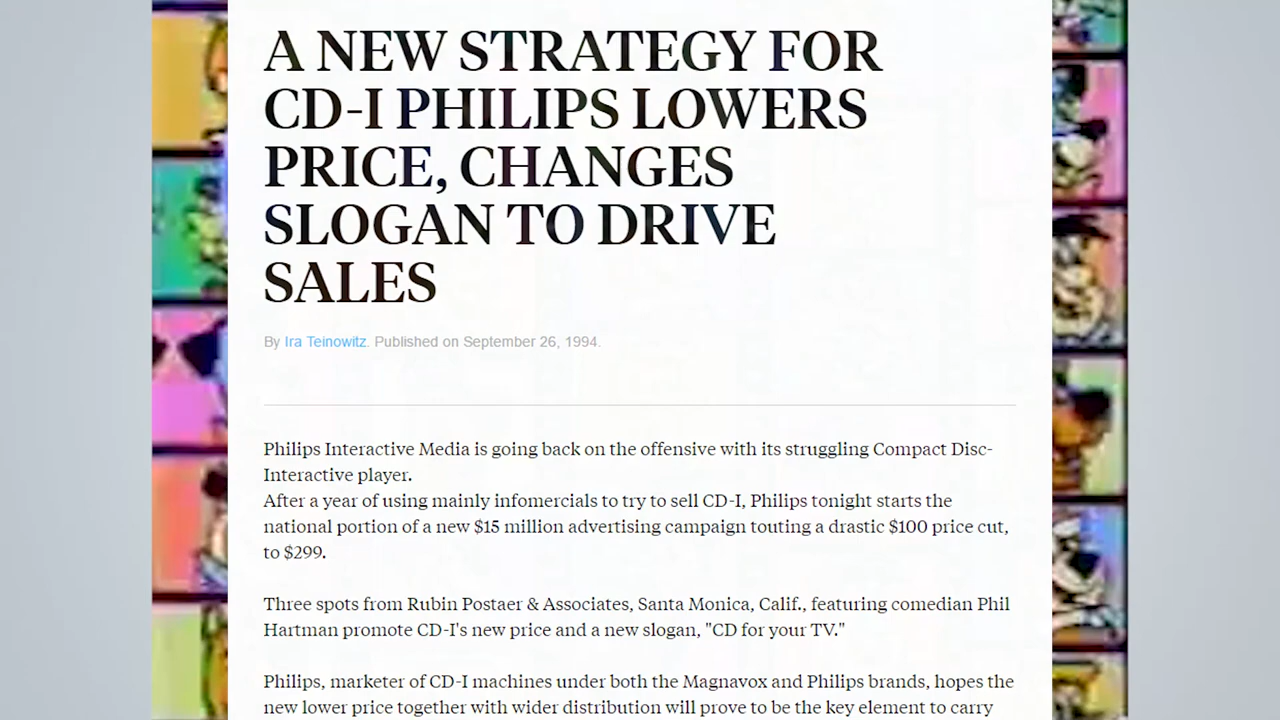 A NEW STRATEGY FOR
CD-I PHILIPS LOWERS
PRICE, CHANGES
SLOGAN TO DRIVE
SALES
By Ira Teinowitz. Published on September 26, 1994.
Philips Interactive Media is going back on the offensive with its struggling Compact Disc-
Interactive player.
After a year of using mainly infomercials to try to sell CD-I, Philips tonight starts the
national portion of a new $15 million advertising campaign touting a drastic $100 price cut,
to $299.
Three spots from Rubin Postaer & Associates, Santa Monica, Calif., featuring comedian Phil
Hartman promote CD-I's new price and a new slogan, "CD for your TV."
Philips, marketer of CD-I machines under both the Magnavox and Philips brands, hopes the
new lower price together with wider distribution will prove to be the key element to carry